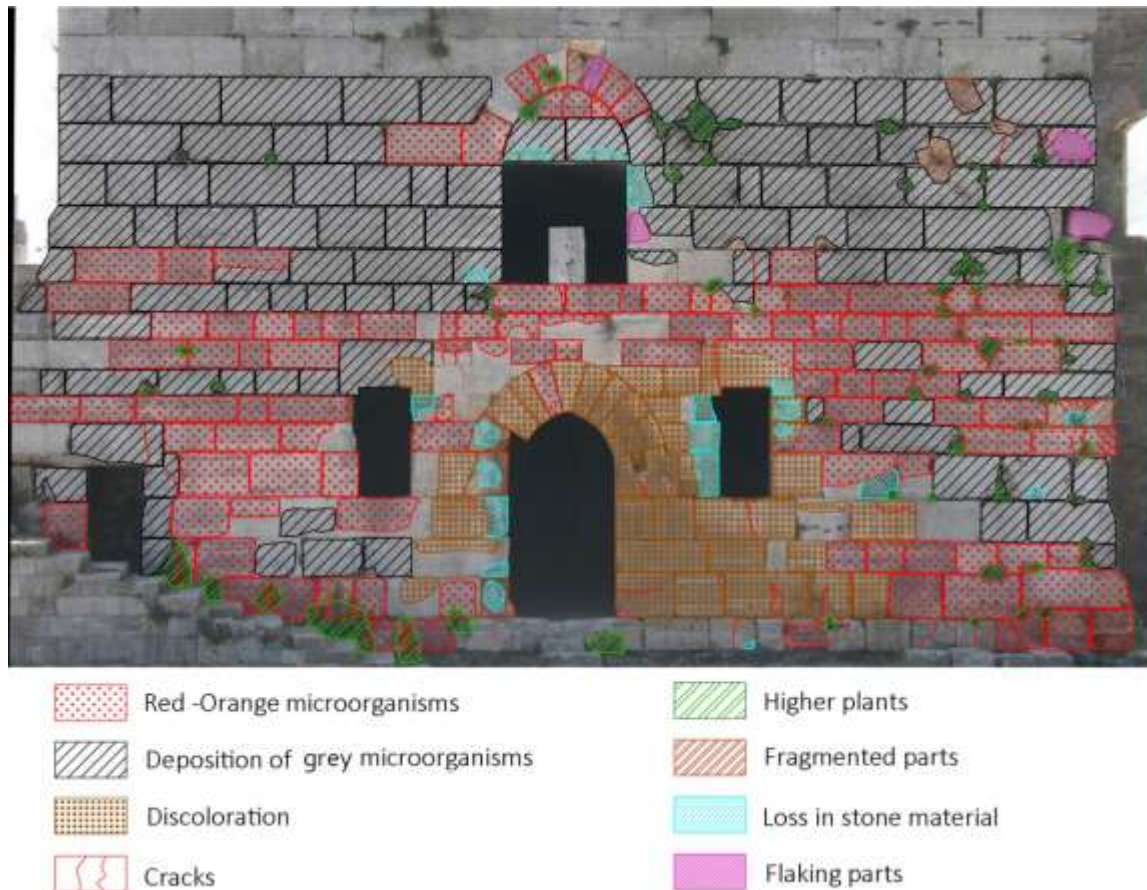 Red -Orange microorganisms
Deposition of grey microorganisms
Discoloration
Cracks
Higher plants
Fragmented parts
Loss in stone material
Flaking parts